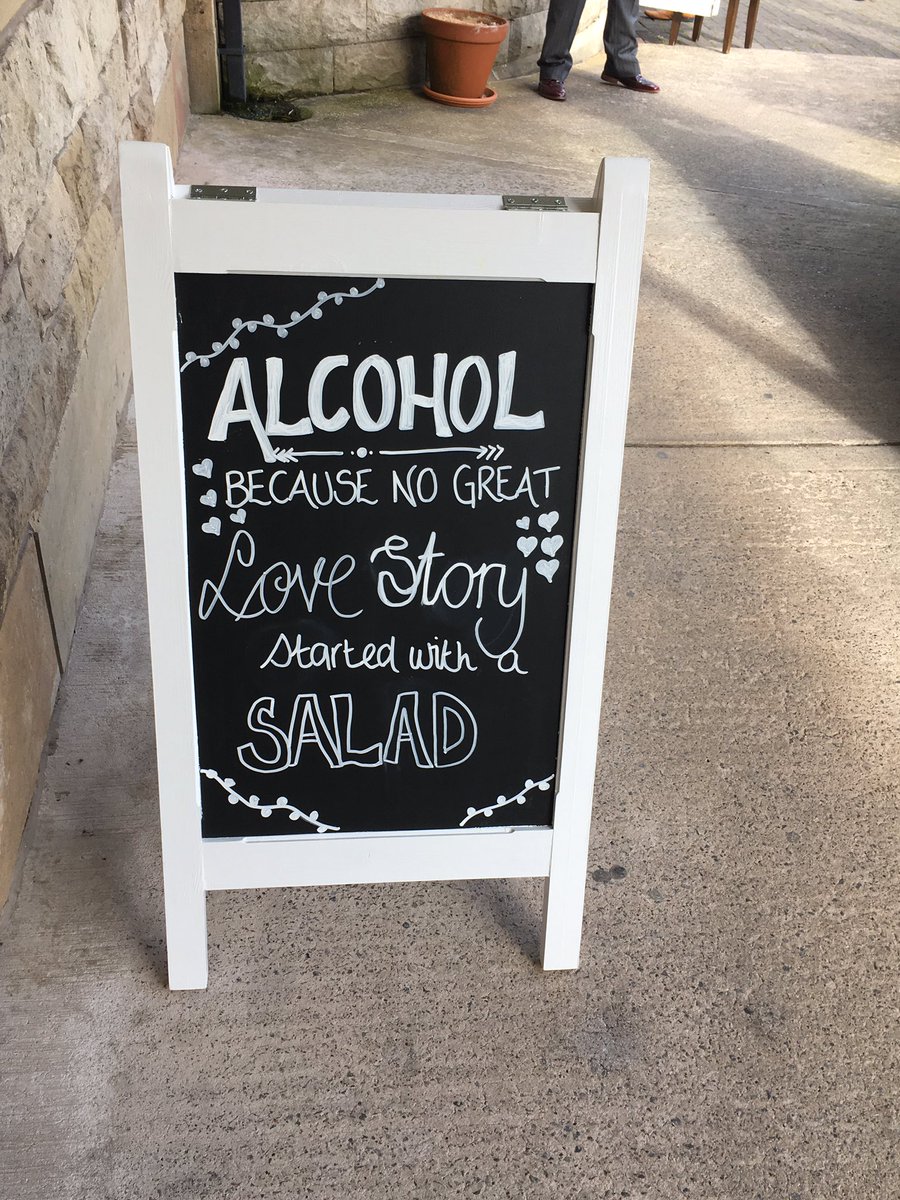 ALCOHOL
BECAUSE NO GREAT
Love Story
started with a
SALAD